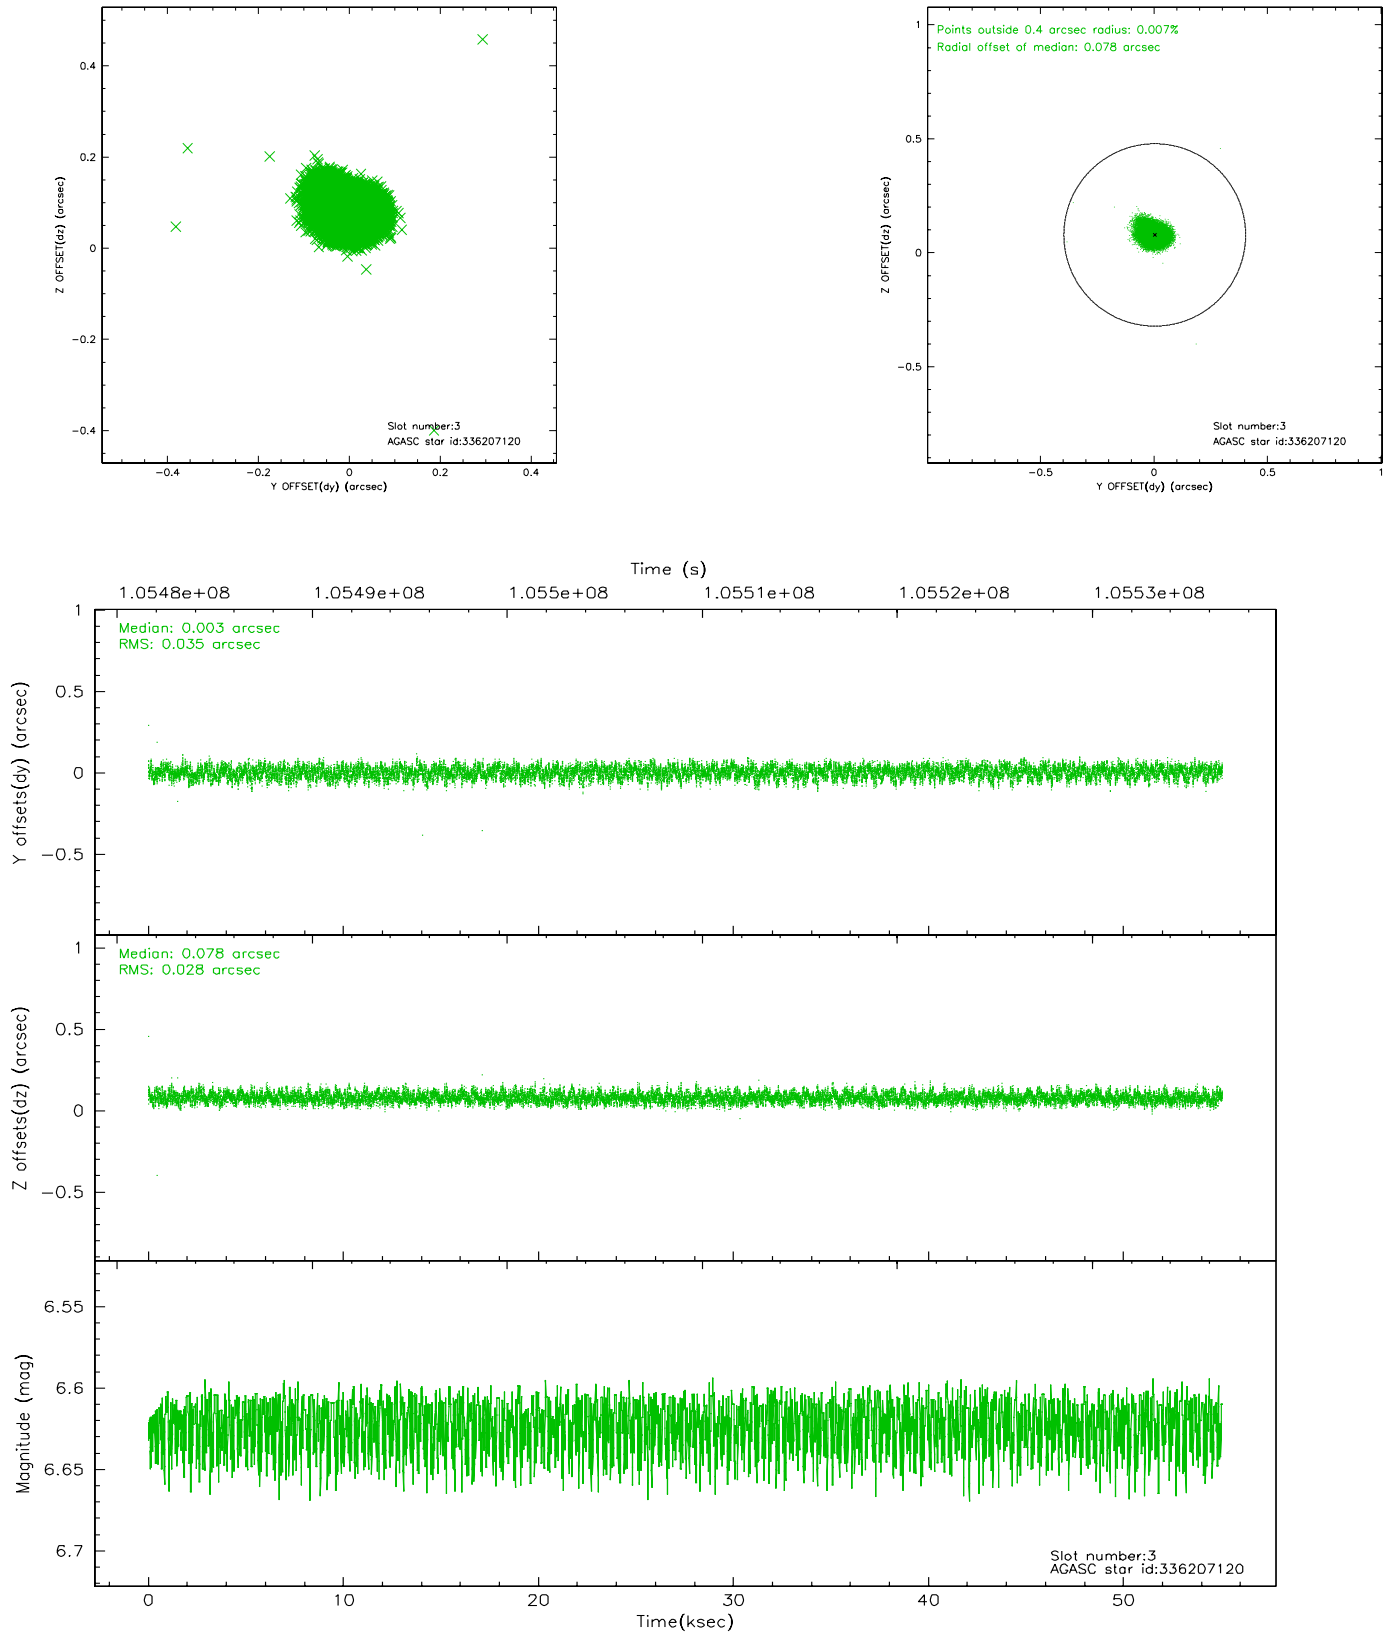 0.4
0.2
0
−0.2
−0.4
Z OFFSET(dz) (arcsec)
Slot number:3
AGASC star id:336207120
−0.4 −0.2 0 0.2 0.4
Y OFFSET(dy) (arcsec)
Points outside 0.4 arcsec radius: 0.007%
Radial offset of median: 0.078 arcsec
1
0.5
0
−0.5
Z OFFSET(dz) (arcsec)
Slot number:3
AGASC star id:336207120
−0.5 0 0.5 1
Y OFFSET(dy) (arcsec)
Time (s)
1.0548e+08 1.0549e+08 1.055e+08 1.0551e+08 1.0552e+08 1.0553e+08
Median: 0.003 arcsec
RMS: 0.035 arcsec
1
0.5
0
−0.5
Y offsets(dy) (arcsec)
Median: 0.078 arcsec
RMS: 0.028 arcsec
1
0.5
0
−0.5
Z offsets(dz) (arcsec)
6.55
6.6
6.65
6.7
Magnitude (mag)
Slot number:3
AGASC star id:336207120
0 10 20 30 40 50
Time(ksec)